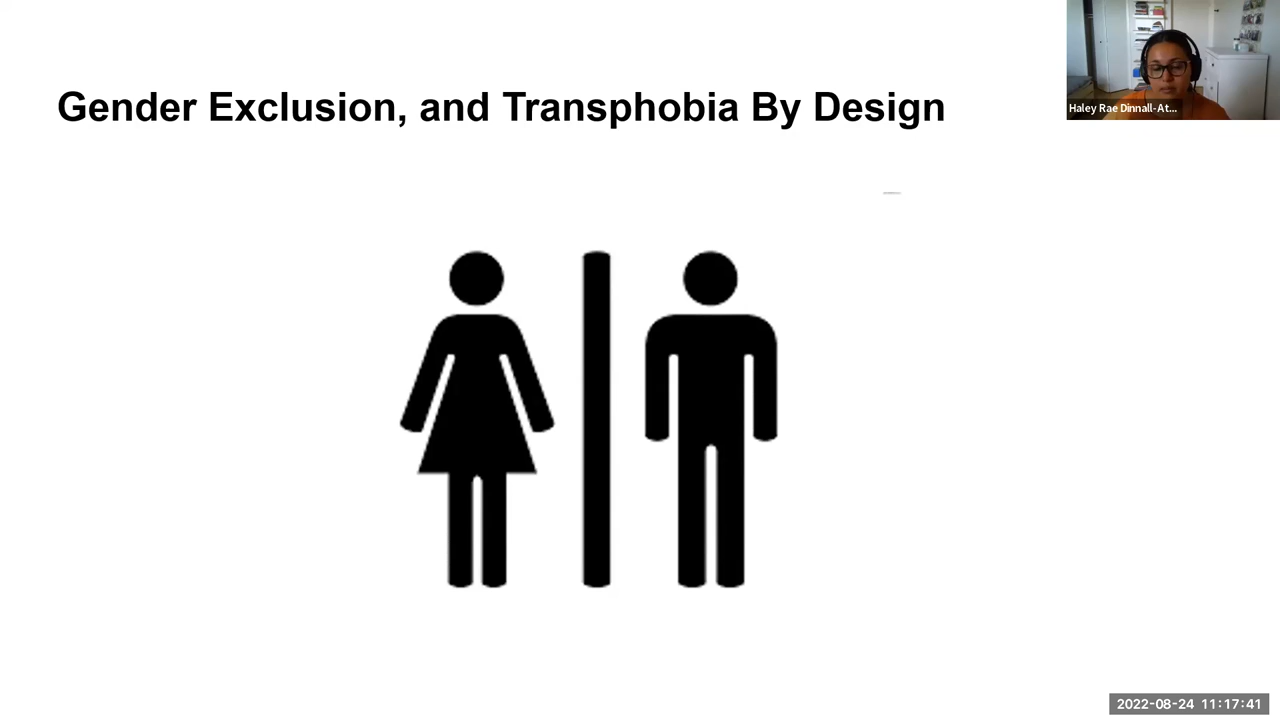 Gender Exclusion, and Transphobia By Design
Haley Rae Dinnall-At...
2022-08-24 11:17:41